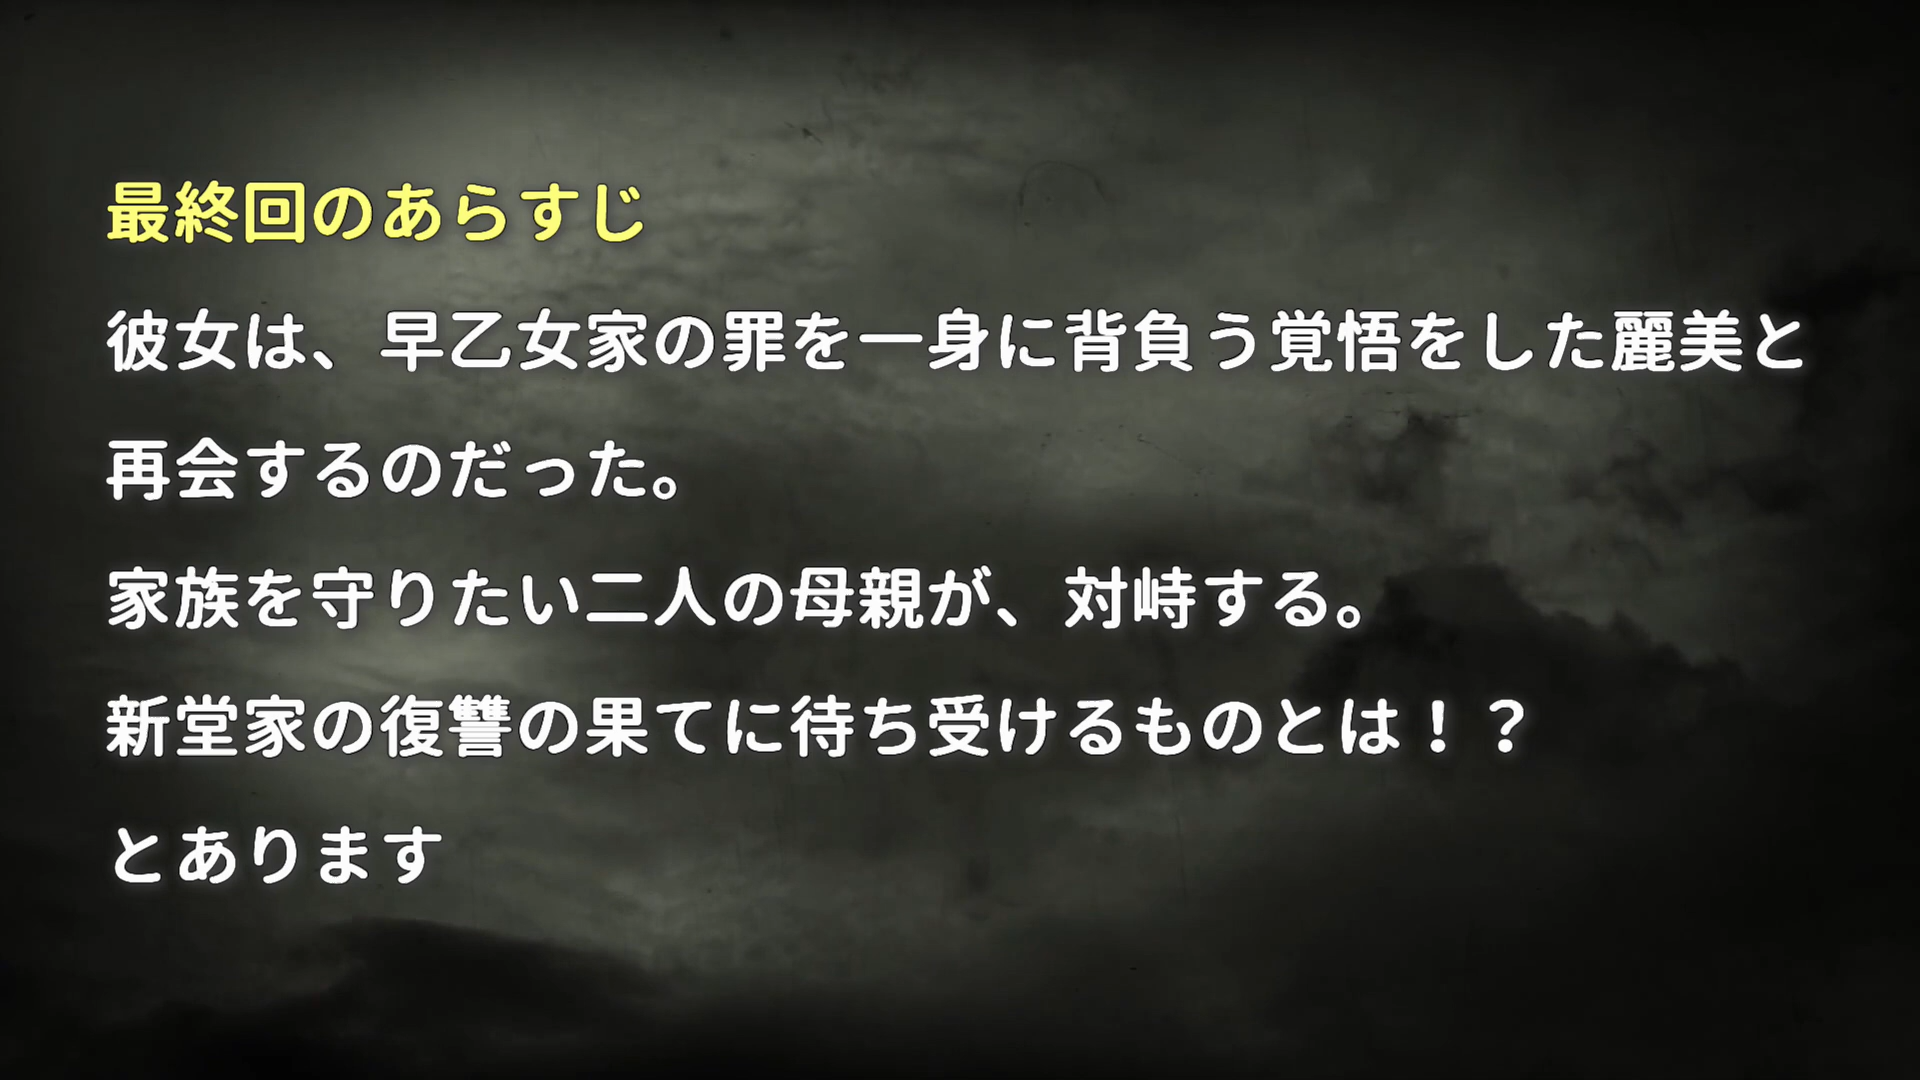 最終回のあらすじ
彼女は、早乙女家の罪を一身に背負う覚悟をした麗美と
再会するのだった。
家族を守りたい二人の母親が、対峙する。
新堂家の復讐の果てに待ち受けるものとは！？
とあります